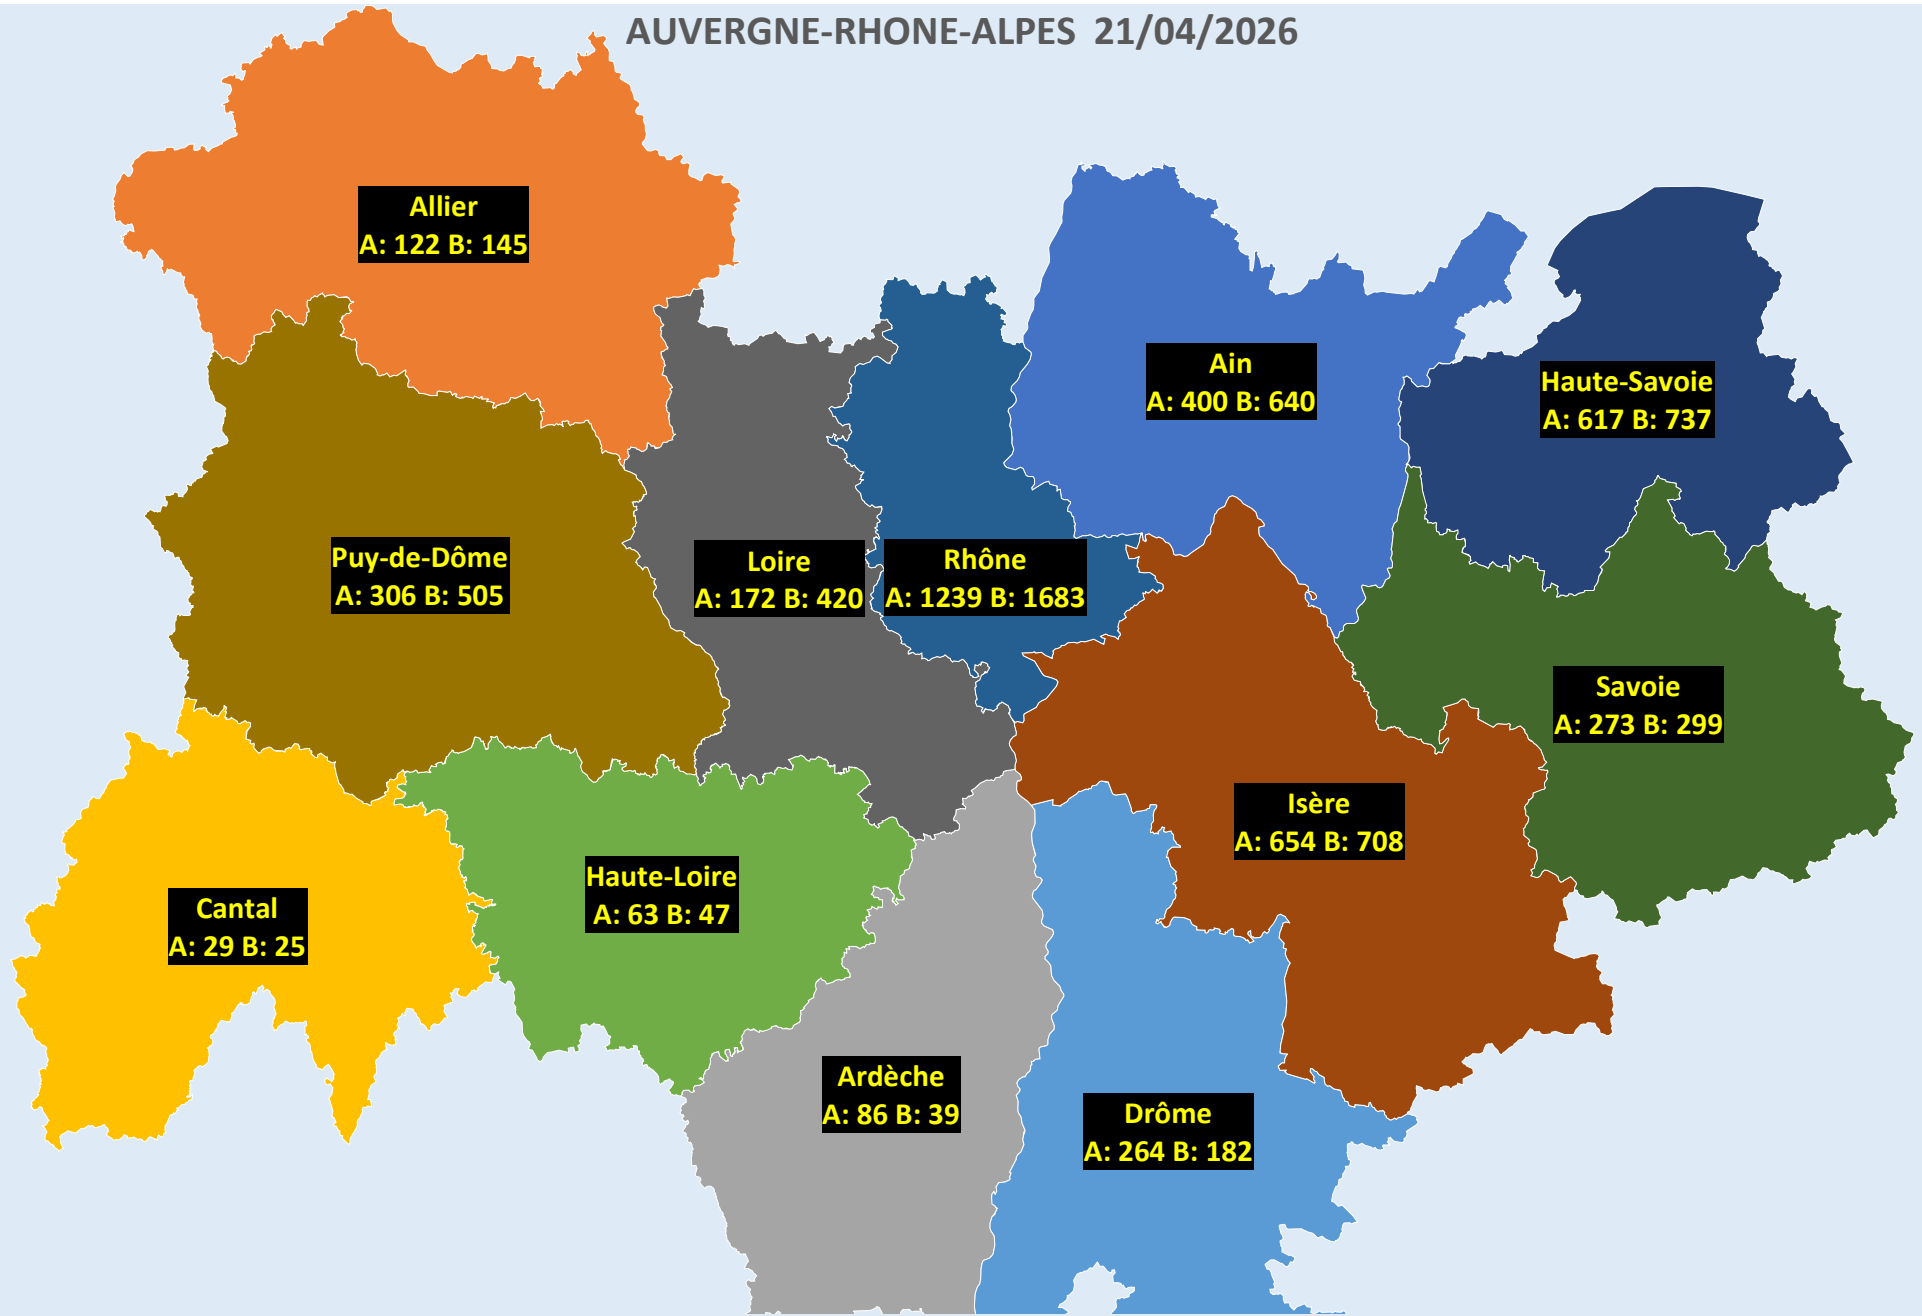 AUVERGNE-RHONE-ALPES 21/04/2026
Allier
A: 122 B: 145
Ain
A: 400 B: 640
Haute-Savoie
A: 617 B: 737
Puy-de-Dôme
A: 306 B: 505
Loire
A: 172 B: 420
Rhône
A: 1239 B: 1683
Savoie
A: 273 B: 299
Isère
A: 654 B: 708
Haute-Loire
A: 63 B: 47
Cantal
A: 29 B: 25
Ardèche
A: 86 B: 39
Drôme
A: 264 B: 182